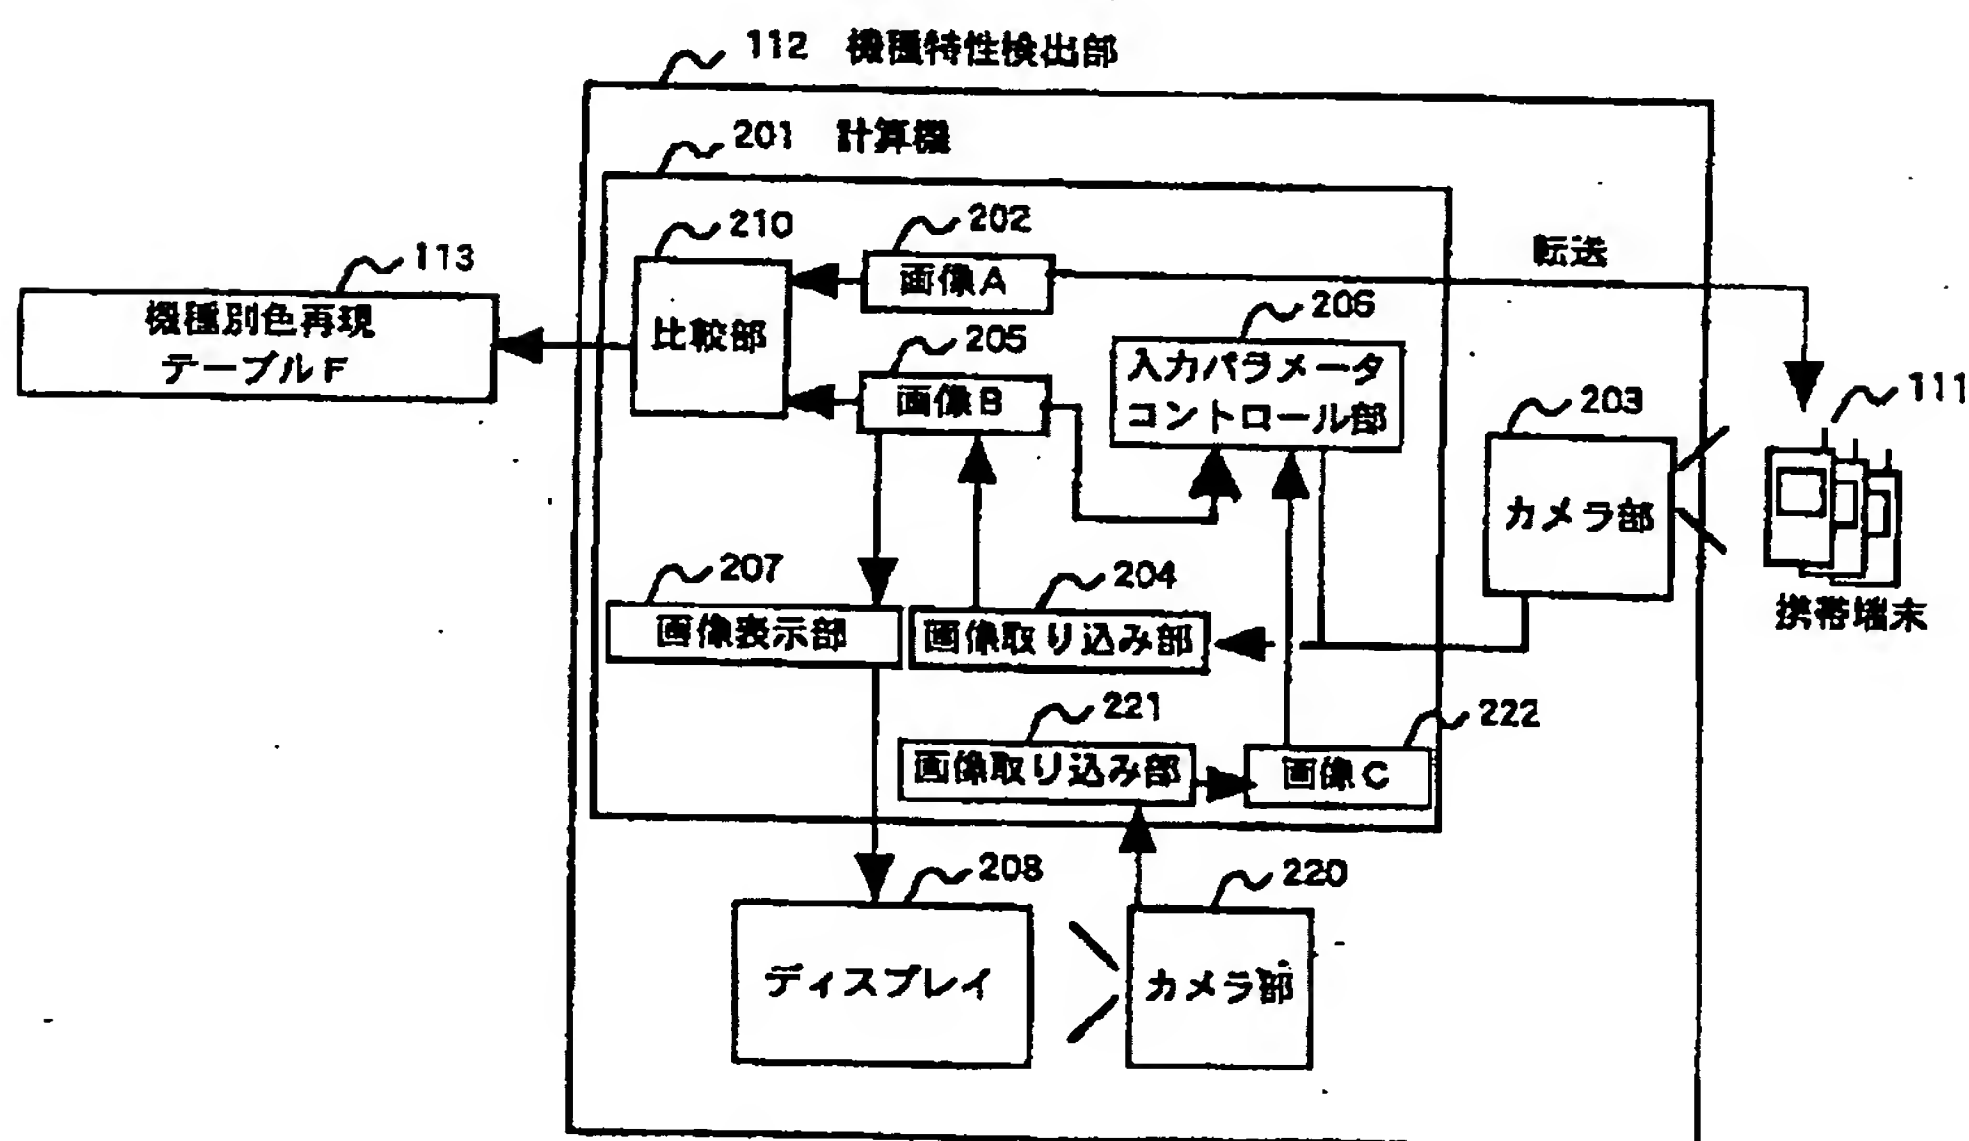 112 機種特性検出部
201 計算機
210
202
113
転送
画像A
206
機種別色再現
テーブルF
比較部
205
入力パラメータ
コントロール部
画像B
203
111
カメラ部
207
204
携帯端末
画像表示部
画像取り込み部
221
222
画像取り込み部
画像C
208
220
ディスプレイ
カメラ部